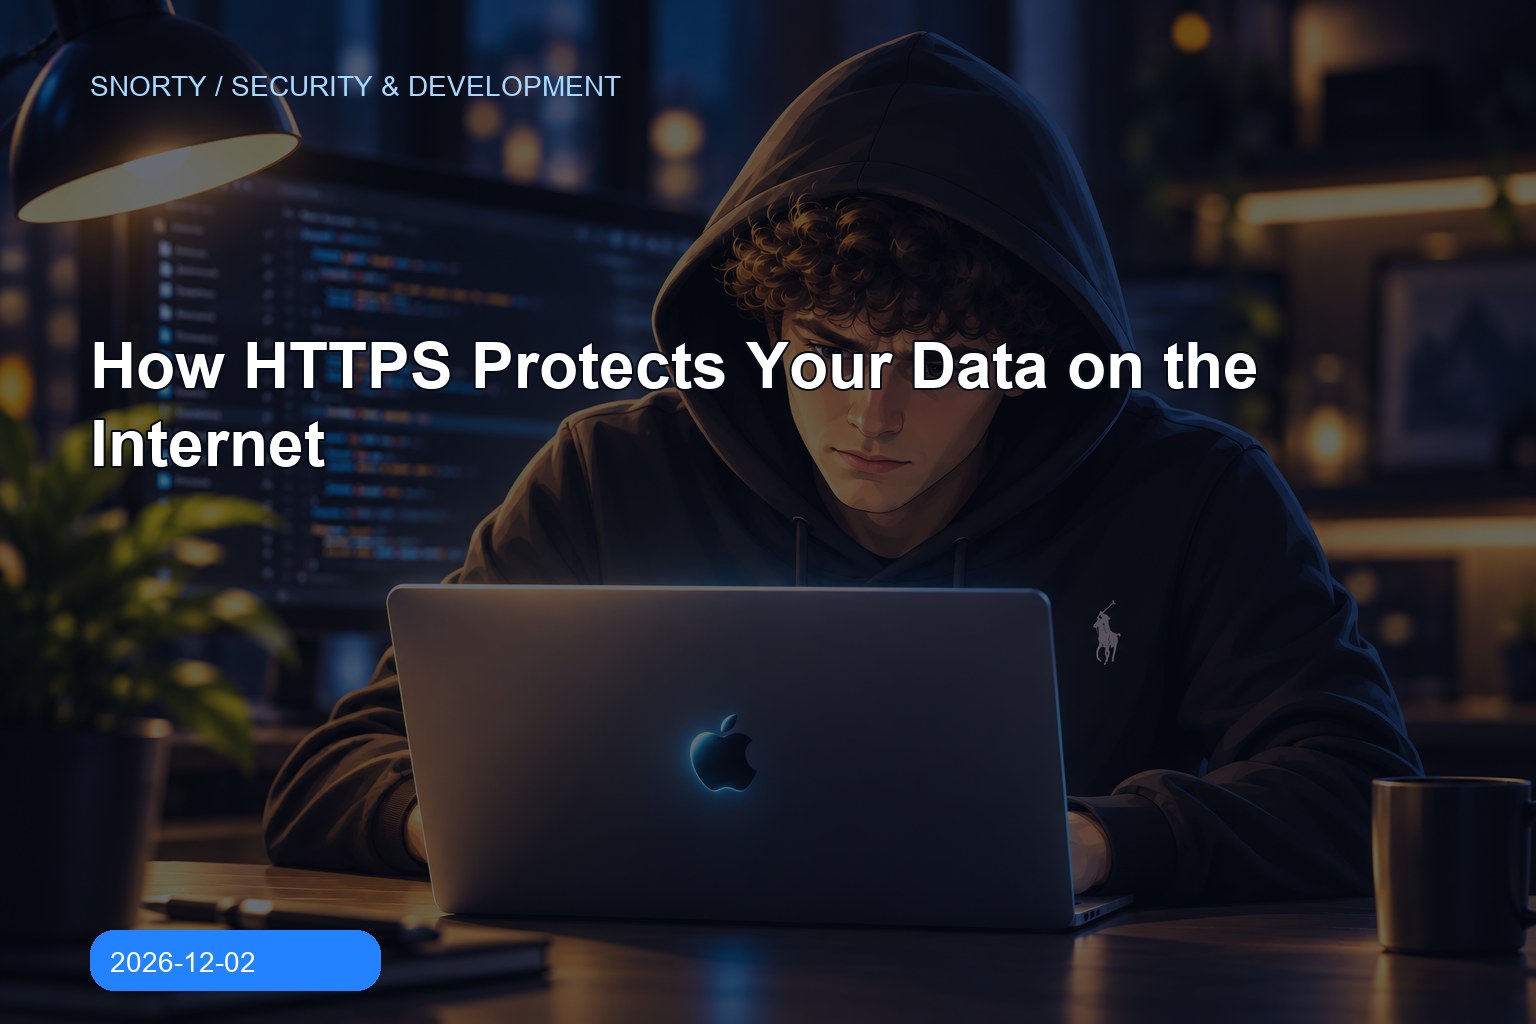 SNORTY / SECURITY & DEVELOPMENT
How HTTPS Protects Your Data on the
Internet
2026-12-02